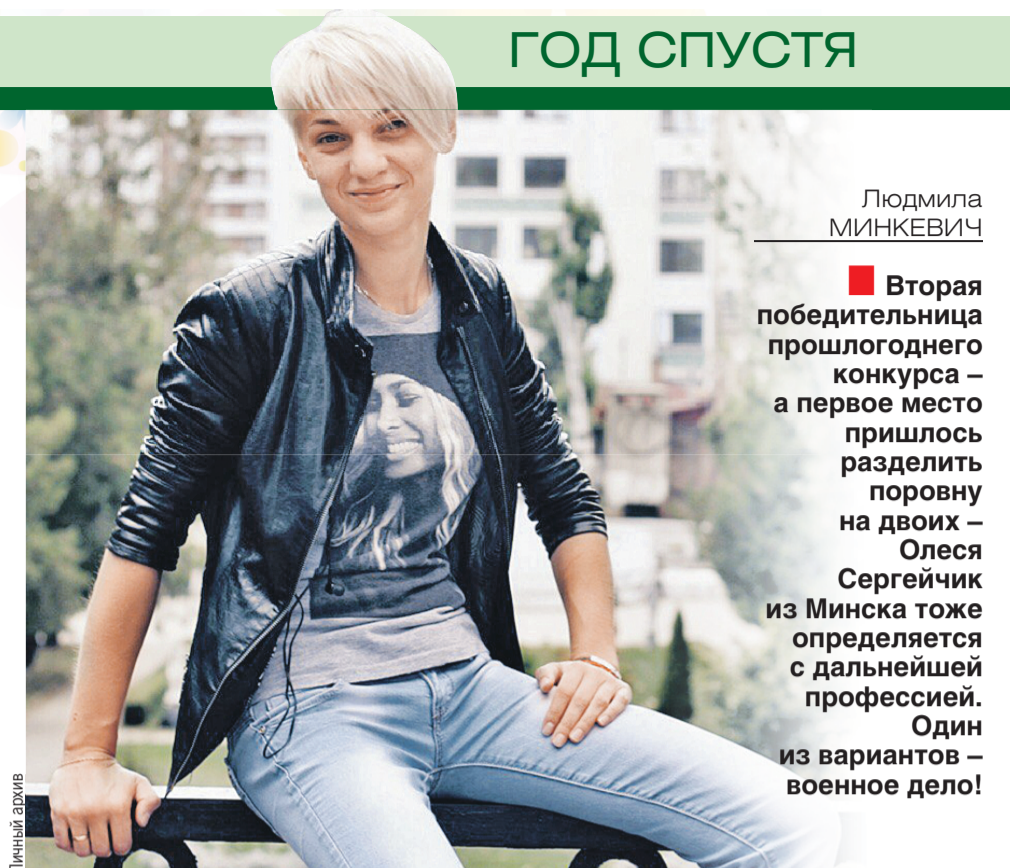 ГОД СПУСТЯ
Людмила
МИНКЕВИЧ
Вторая
победительница
прошлогоднего
конкурса –
а первое место
пришлось
разделить
поровну
на двоих –
Олеся
Сергейчик
из Минска тоже
определяется
с дальнейшей
профессией.
Один
из вариантов –
военное дело!
Личный архив